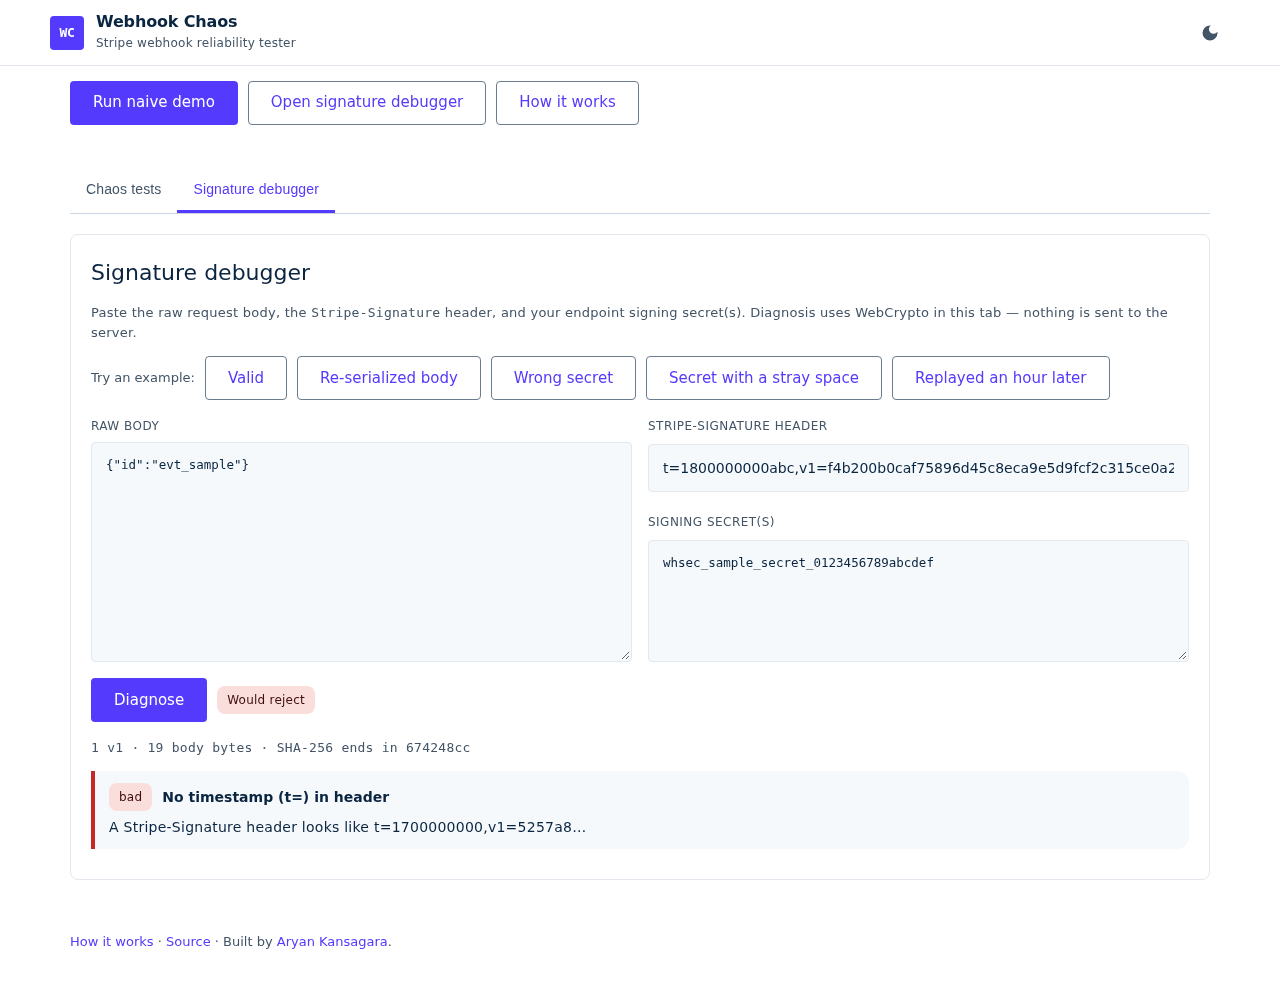 WC
Webhook Chaos
Stripe webhook reliability tester
Run naive demo
Open signature debugger
How it works
Chaos tests
Signature debugger
Signature debugger
Paste the raw request body, the Stripe-Signature header, and your endpoint signing secret(s). Diagnosis uses WebCrypto in this tab — nothing is sent to the
server.
Try an example:
Valid
Re-serialized body
Wrong secret
Secret with a stray space
Replayed an hour later
RAW BODY
{"id":"evt_sample"}
STRIPE-SIGNATURE HEADER
t=1800000000abc,v1=f4b200b0caf75896d45c8eca9e5d9fcf2c315ce0a2
SIGNING SECRET(S)
whsec_sample_secret_0123456789abcdef
Diagnose
Would reject
1 v1 · 19 body bytes · SHA-256 ends in 674248cc
bad
No timestamp (t=) in header
A Stripe-Signature header looks like t=1700000000,v1=5257a8…
How it works · Source · Built by Aryan Kansagara.